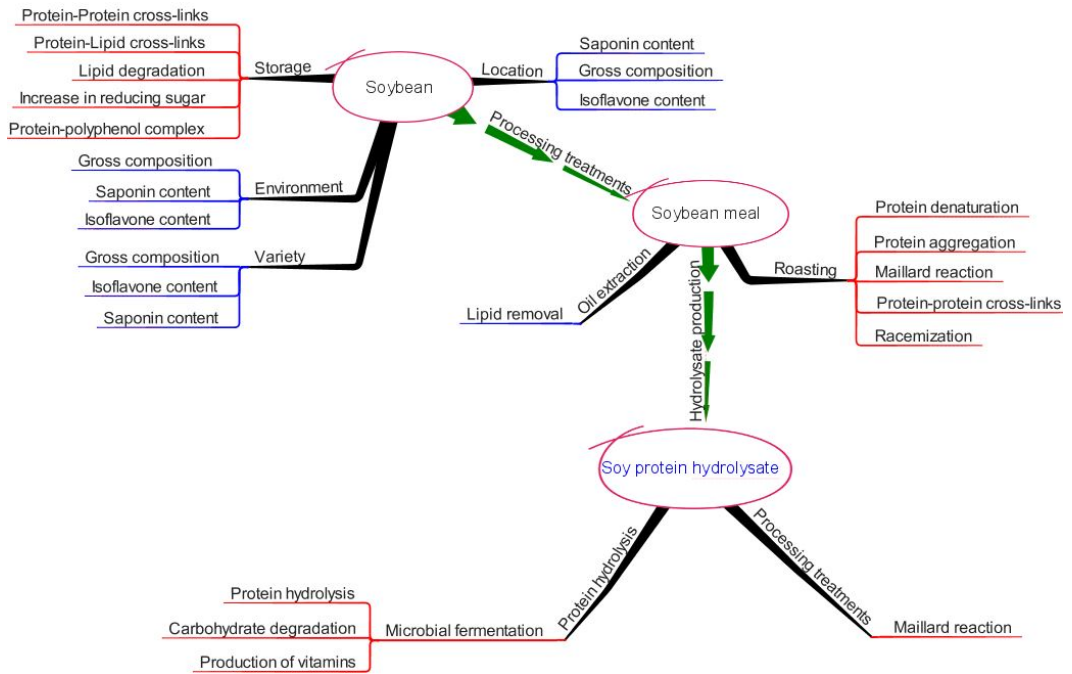 Protein-Protein cross-links
Protein-Lipid cross-links
Lipid degradation
Increase in reducing sugar
Protein-polyphenol complex
Storage
Soybean
Location
Saponin content
Gross composition
Isoflavone content
Gross composition
Saponin content
Isoflavone content
Environment
Gross composition
Isoflavone content
Saponin content
Variety
Processing treatments
Soybean meal
Oil extraction
Lipid removal
Roasting
Protein denaturation
Protein aggregation
Maillard reaction
Protein-protein cross-links
Racemization
Hydrolysate production
Soy protein hydrolysate
Protein hydrolysis
Microbial fermentation
Protein hydrolysis
Carbohydrate degradation
Production of vitamins
Processing treatments
Maillard reaction